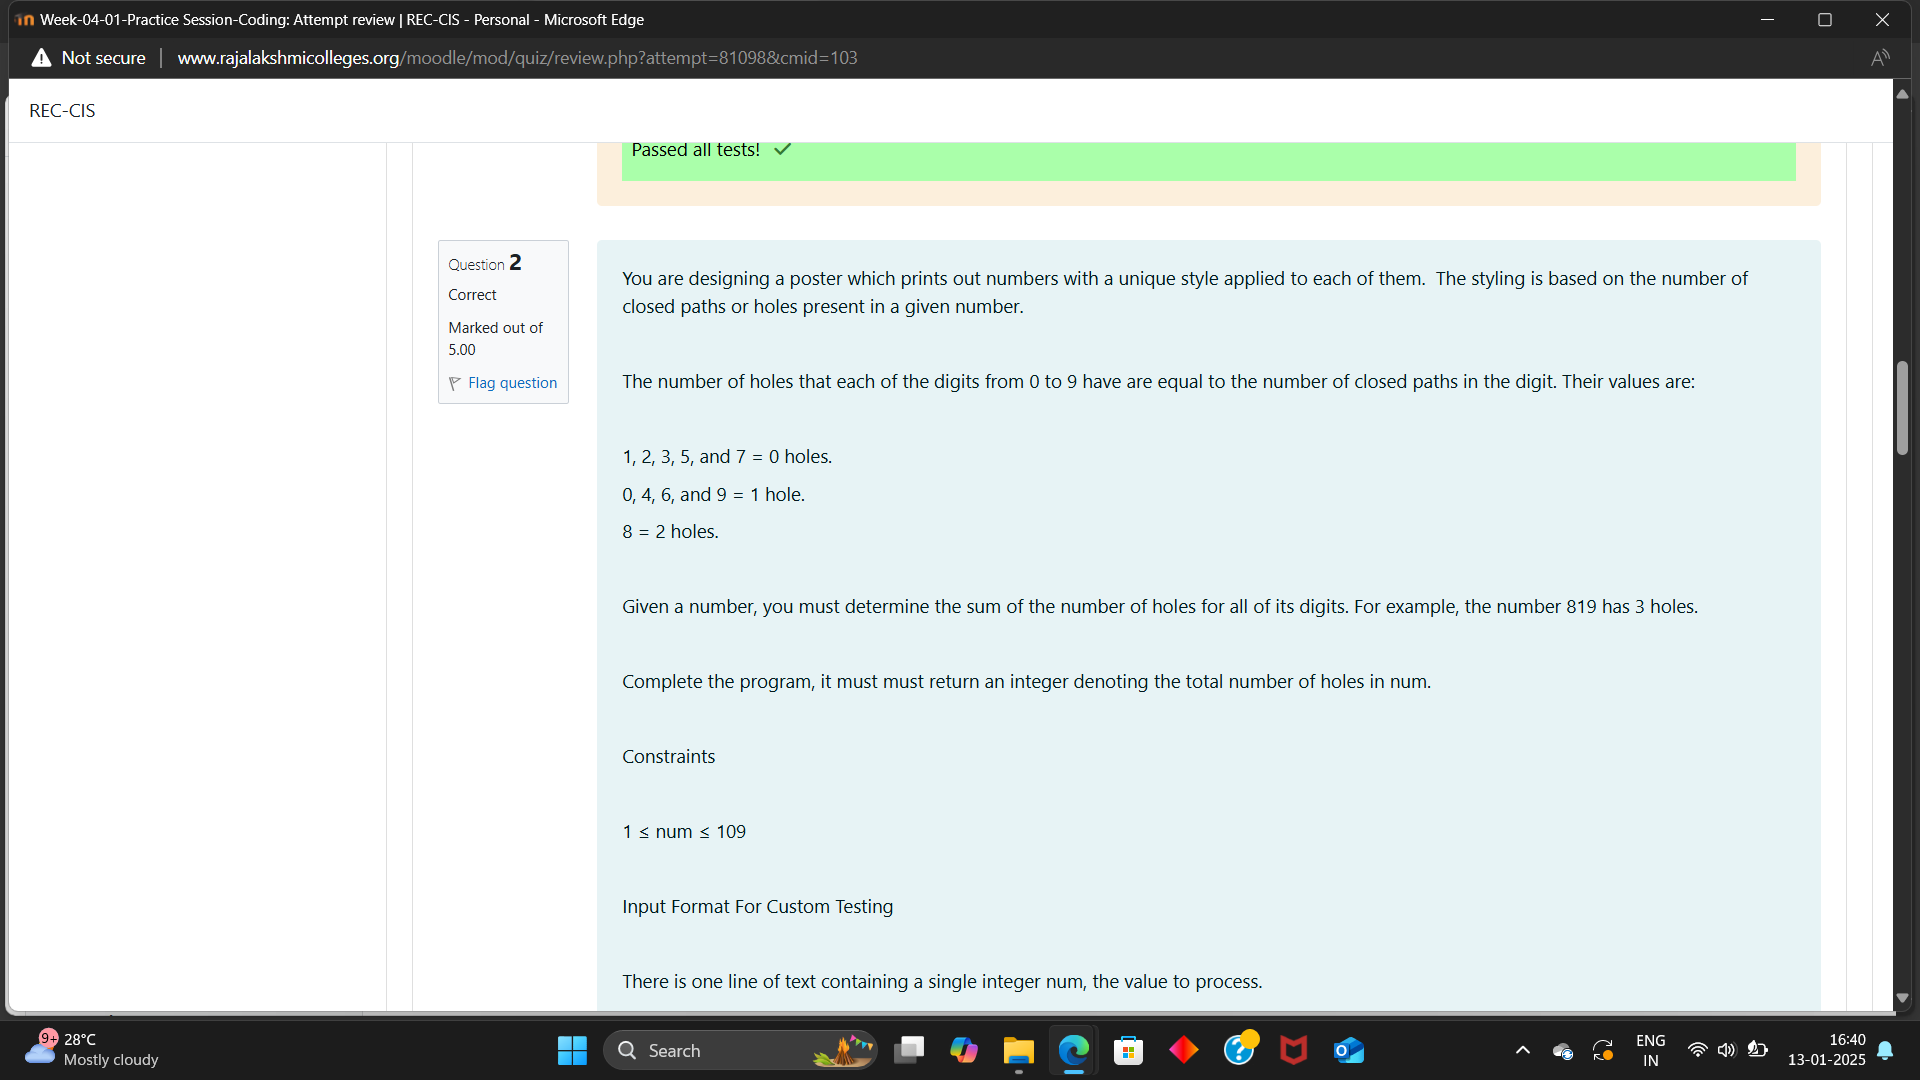 Week-04-01-Practice Session-Coding: Attempt review | REC-CIS - Personal - Microsoft Edge
Not secure | www.rajalakshmicolleges.org/moodle/mod/quiz/review.php?attempt=81098&cmid=103
REC-CIS
Passed all tests!
Question 2
Correct
Marked out of
5.00
Flag question
You are designing a poster which prints out numbers with a unique style applied to each of them. The styling is based on the number of
closed paths or holes present in a given number.
The number of holes that each of the digits from 0 to 9 have are equal to the number of closed paths in the digit. Their values are:
1, 2, 3, 5, and 7 = 0 holes.
0, 4, 6, and 9 = 1 hole.
8 = 2 holes.
Given a number, you must determine the sum of the number of holes for all of its digits. For example, the number 819 has 3 holes.
Complete the program, it must must return an integer denoting the total number of holes in num.
Constraints
1 ≤ num ≤ 109
Input Format For Custom Testing
There is one line of text containing a single integer num, the value to process.
9+
28°C
Mostly cloudy
Search
ENG
IN
16:40
13-01-2025